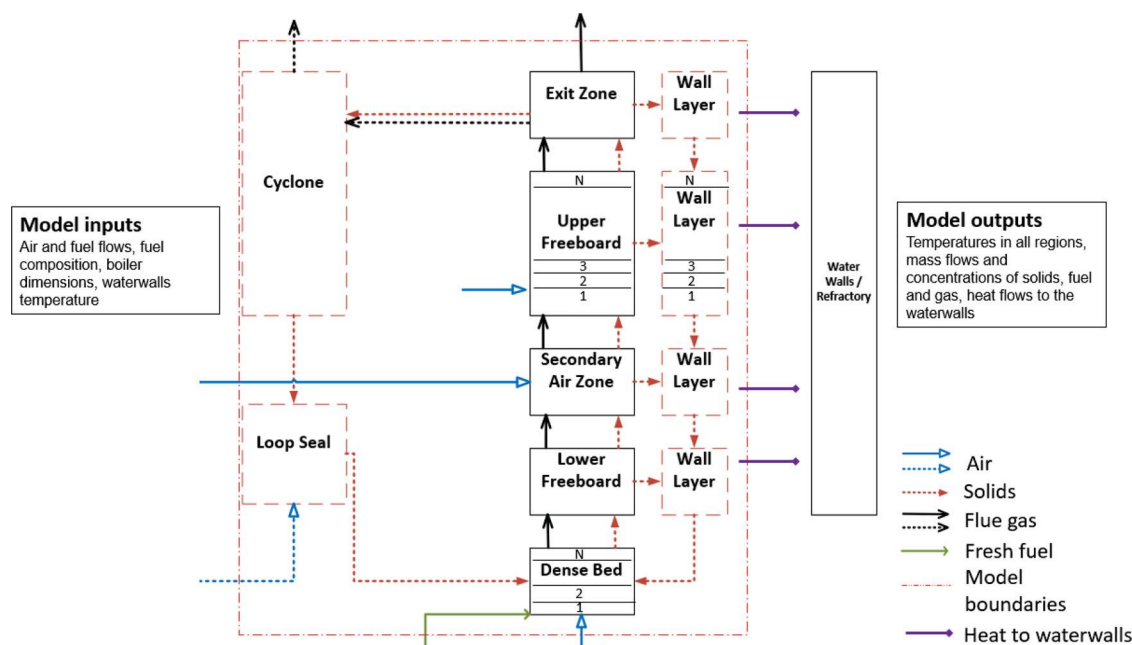 Model inputs
Air and fuel flows, fuel
composition, boiler
dimensions, waterwalls
temperature
Cyclone
Loop Seal
Exit Zone
N
Upper
Freeboard
3
2
1
Secondary
Air Zone
Lower
Freeboard
N
Dense Bed
2
1
Wall
Layer
N
Wall
Layer
3
2
1
Wall
Layer
Wall
Layer
Water
Walls /
Refractory
Model outputs
Temperatures in all regions,
mass flows and
concentrations of solids, fuel
and gas, heat flows to the
waterwalls
Air
Solids
Flue gas
Fresh fuel
Model
boundaries
Heat to waterwalls